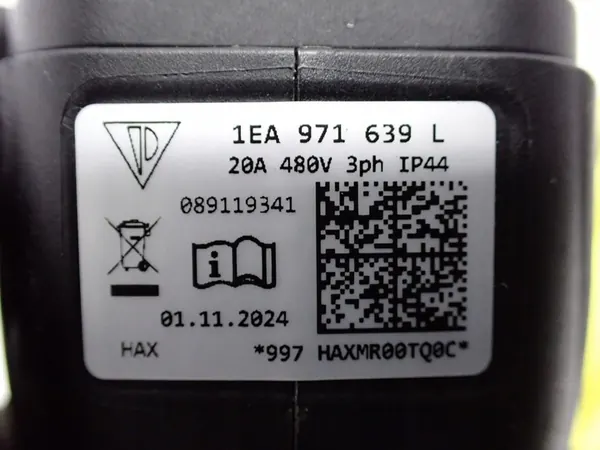 1EA 971 639 L
20A 480V 3ph IP44
089119341
01.11.2024
HAX *997 HAXMR00TQ0C*